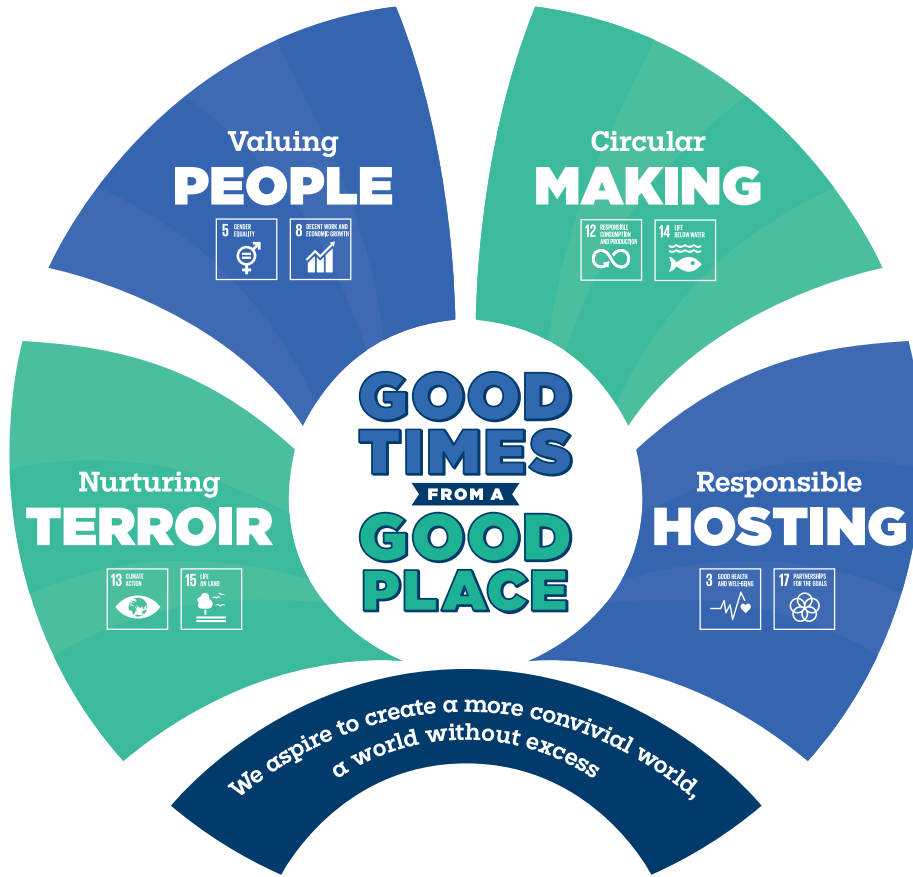 Valuing
PEOPLE
5 GENDER
EQUALITY
8 DECENT WORK AND
ECONOMIC GROWTH
Circular
MAKING
12 RESPONSIBLE
CONSUMPTION
AND PRODUCTION
14 LIFE
BELOW WATER
Nurturing
TERROIR
13 CLIMATE
ACTION
15 LIFE
ON LAND
GOOD
TIMES
FROM A
GOOD
PLACE
Responsible
HOSTING
3 GOOD HEALTH
AND WELL-BEING
17 PARTNERSHIPS
FOR THE GOALS
We aspire to create a more convivial world,
a world without excess